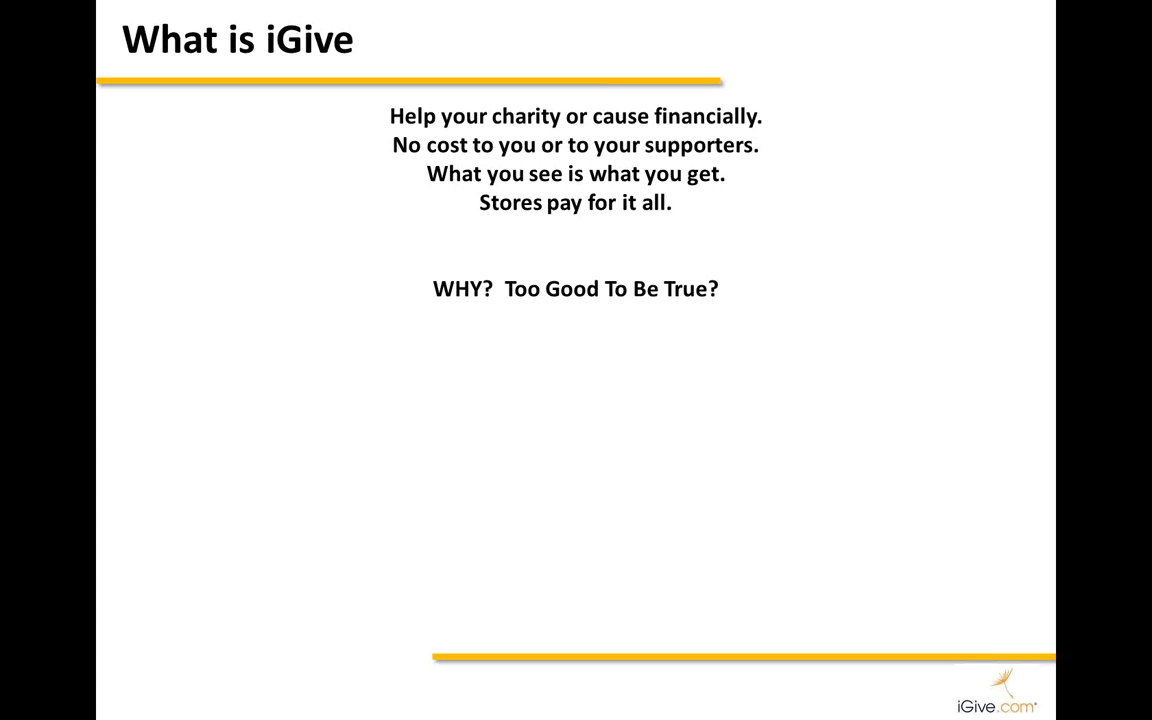 What is iGive
Help your charity or cause financially.
No cost to you or to your supporters.
What you see is what you get.
Stores pay for it all.
WHY?  Too Good To Be True?
iGive.com